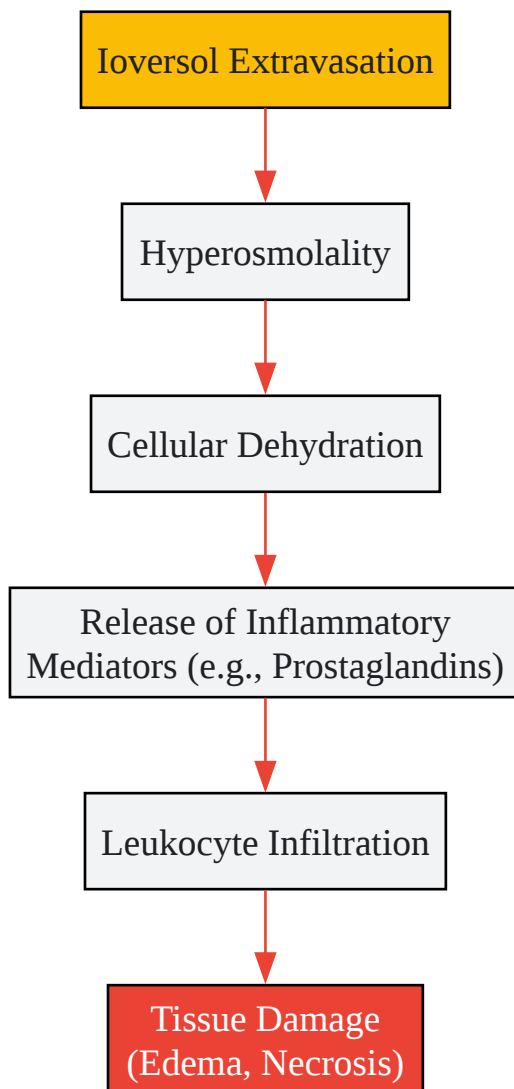 Ioversol Extravasation
Hyperosmolality
Cellular Dehydration
Release of Inflammatory
Mediators (e.g., Prostaglandins)
Leukocyte Infiltration
Tissue Damage
(Edema, Necrosis)